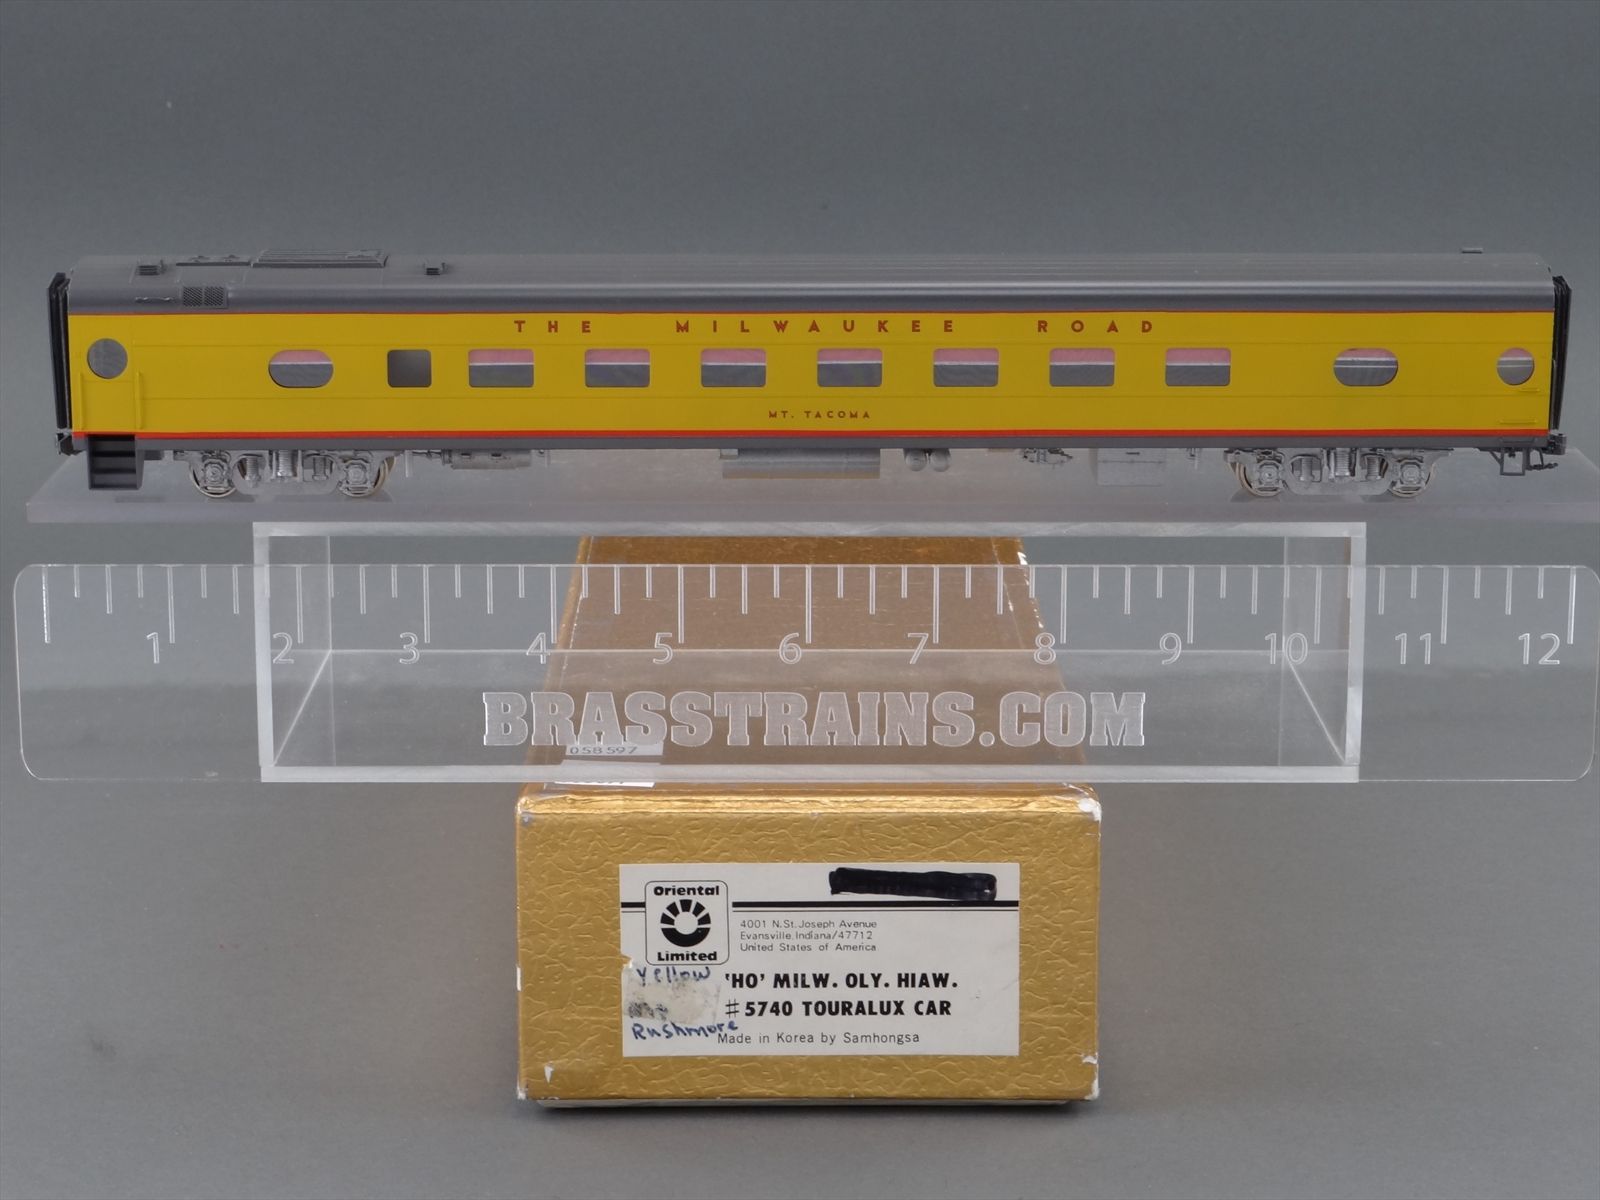 THE MILWAUKEE ROAD
MT. TACOMA
1 2 3 4 5 6 7 8 9 10 11 12
BRASSTRAINS.COM
058597
Oriental
Limited
4001 N.St.Joseph Avenue
Evansville,Indiana/47712
United States of America
Yellow
'HO' MILW. OLY. HIAW.
#5740 TOURALUX CAR
Rushmore
Made in Korea by Samhongsa